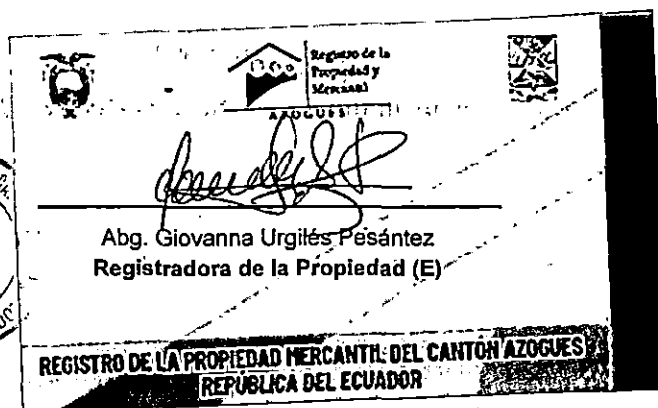 Registro de la
Propiedad y
Mercantil
AZOGUES
Abg. Giovanna Urgilés Pesántez
Registradora de la Propiedad (E)
REGISTRO DE LA PROPIEDAD MERCANTIL DEL CANTÓN AZOGUES
REPÚBLICA DEL ECUADOR